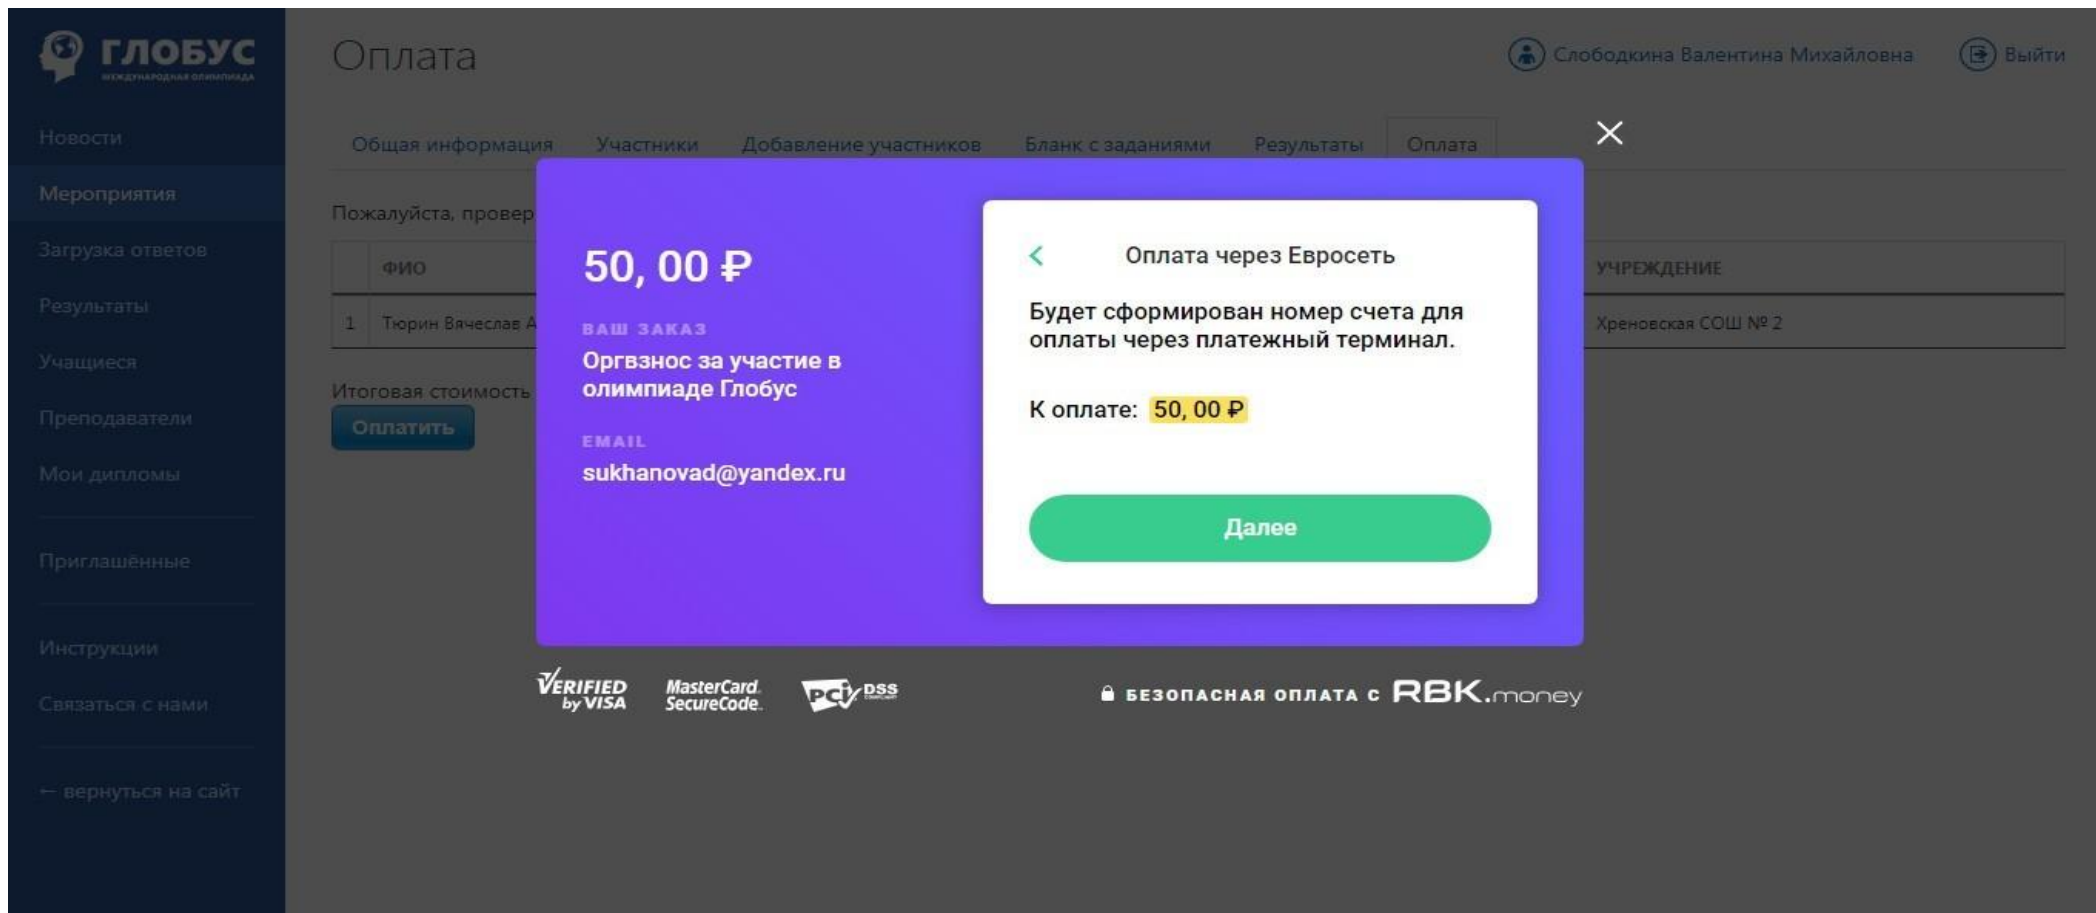 ГЛОБУС
МЕЖДУНАРОДНАЯ ОЛИМПИАДА
Новости
Мероприятия
Загрузка ответов
Результаты
Учащиеся
Преподаватели
Мои дипломы
Приглашённые
Инструкции
Связаться с нами
← вернуться на сайт
Оплата
Слободкина Валентина Михайловна
Выйти
Общая информация Участники Добавление участников Бланк с заданиями Результаты Оплата
Пожалуйста, провер
ФИО УЧРЕЖДЕНИЕ
1 Тюрин Вячеслав А Хреновская СОШ № 2
Итоговая стоимость
Оплатить
50, 00 ₽
ВАШ ЗАКАЗ
Оргвзнос за участие в
олимпиаде Глобус
EMAIL
sukhanovad@yandex.ru
Оплата через Евросеть
Будет сформирован номер счета для
оплаты через платежный терминал.
К оплате: 50, 00 ₽
Далее
VERIFIED
by VISA
MasterCard.
SecureCode.
PCI DSS
БЕЗОПАСНАЯ ОПЛАТА С RBK.money